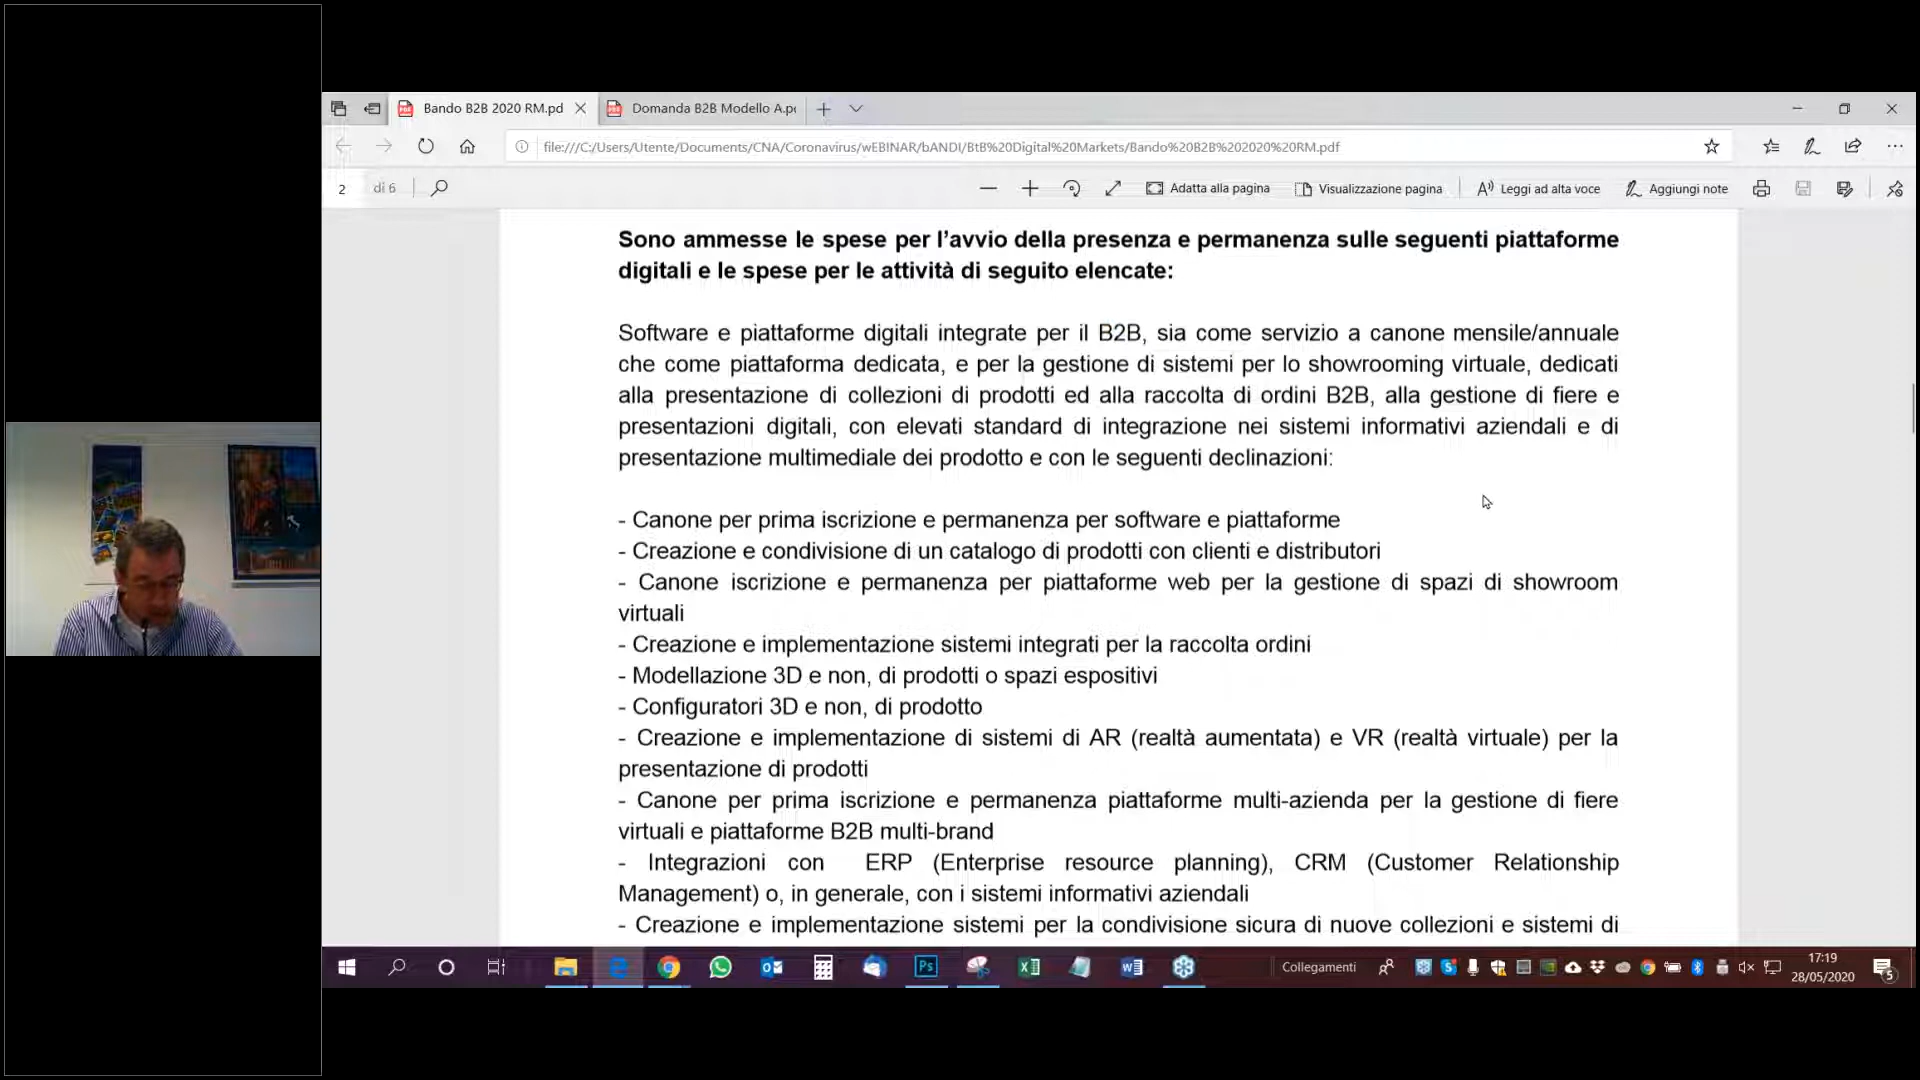 Bando B2B 2020 RM.pd
Domanda B2B Modello A.p
file:///C:/Users/Utente/Documents/CNA/Coronavirus/wEBINAR/bANDI/BtB%20Digital%20Markets/Bando%20B2B%202020%20RM.pdf
2 di 6
Adatta alla pagina
Visualizzazione pagina
Leggi ad alta voce
Aggiungi note
Sono ammesse le spese per l’avvio della presenza e permanenza sulle seguenti piattaforme
digitali e le spese per le attività di seguito elencate:
Software e piattaforme digitali integrate per il B2B, sia come servizio a canone mensile/annuale
che come piattaforma dedicata, e per la gestione di sistemi per lo showrooming virtuale, dedicati
alla presentazione di collezioni di prodotti ed alla raccolta di ordini B2B, alla gestione di fiere e
presentazioni digitali, con elevati standard di integrazione nei sistemi informativi aziendali e di
presentazione multimediale dei prodotto e con le seguenti declinazioni:
- Canone per prima iscrizione e permanenza per software e piattaforme
- Creazione e condivisione di un catalogo di prodotti con clienti e distributori
- Canone iscrizione e permanenza per piattaforme web per la gestione di spazi di showroom
virtuali
- Creazione e implementazione sistemi integrati per la raccolta ordini
- Modellazione 3D e non, di prodotti o spazi espositivi
- Configuratori 3D e non, di prodotto
- Creazione e implementazione di sistemi di AR (realtà aumentata) e VR (realtà virtuale) per la
presentazione di prodotti
- Canone per prima iscrizione e permanenza piattaforme multi-azienda per la gestione di fiere
virtuali e piattaforme B2B multi-brand
- Integrazioni con ERP (Enterprise resource planning), CRM (Customer Relationship
Management) o, in generale, con i sistemi informativi aziendali
- Creazione e implementazione sistemi per la condivisione sicura di nuove collezioni e sistemi di
Ps
Collegamenti
17:19
28/05/2020
5